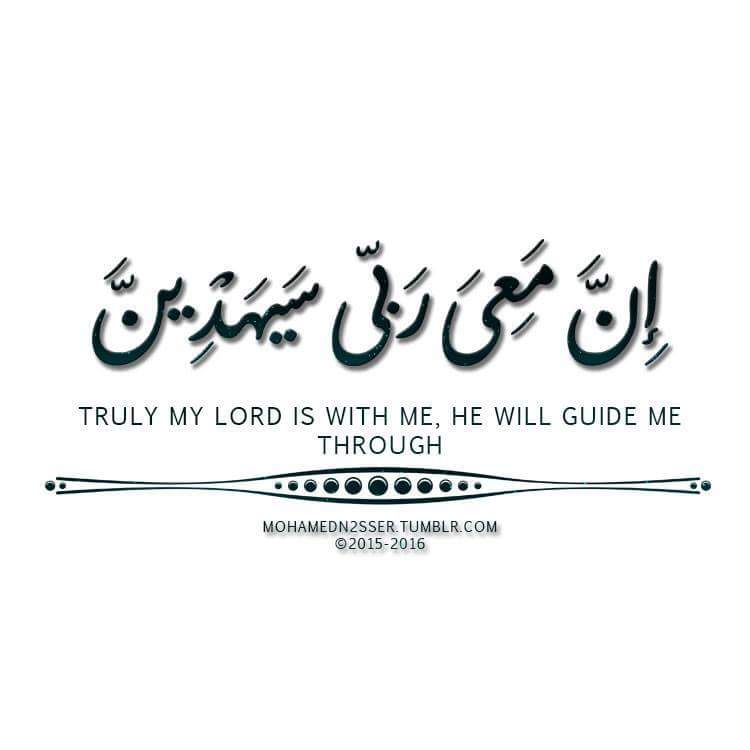 إِنَّ مَعِىَ رَبِّى سَيَهْدِينَّ
TRULY MY LORD IS WITH ME, HE WILL GUIDE ME
THROUGH
MOHAMEDN2SSER.TUMBLR.COM
©2015-2016